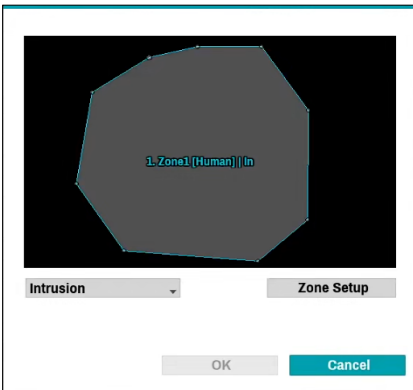 1. Zone1 [Human] | In
Intrusion
Zone Setup
OK
Cancel